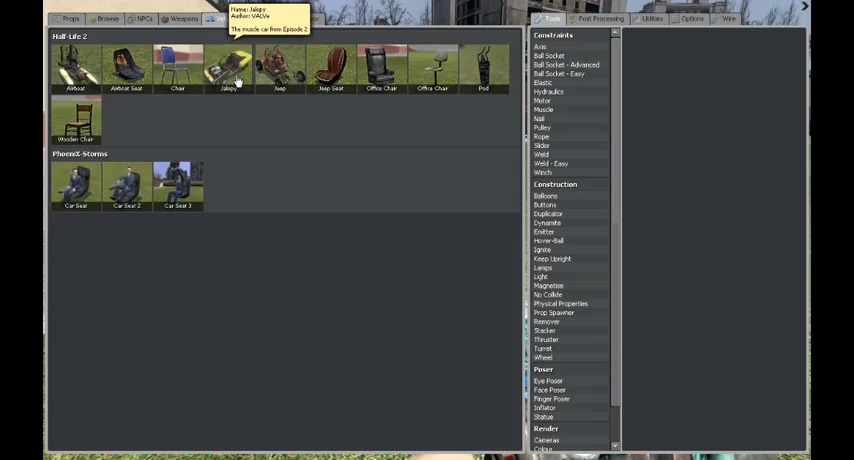 Name: Jalopy
Author: VALVe
The muscle car from Episode 2
Props
Browse
NPCs
Weapons
Half-Life 2
Airboat
Airboat Seat
Chair
Jalopy
Jeep
Jeep Seat
Office Chair
Office Chair
Pod
Wooden Chair
PhoeniX-Storms
Car Seat
Car Seat 2
Car Seat 3
Tools
Post Processing
Utilities
Options
Wire
Constraints
Axis
Ball Socket
Ball Socket - Advanced
Ball Socket - Easy
Elastic
Hydraulics
Motor
Muscle
Nail
Pulley
Rope
Slider
Weld
Weld - Easy
Winch
Construction
Balloons
Buttons
Duplicator
Dynamite
Emitter
Hover-Ball
Ignite
Keep Upright
Lamps
Light
Magnetise
No Collide
Physical Properties
Prop Spawner
Remover
Stacker
Thruster
Turret
Wheel
Poser
Eye Poser
Face Poser
Finger Poser
Inflator
Statue
Render
Cameras
Colour